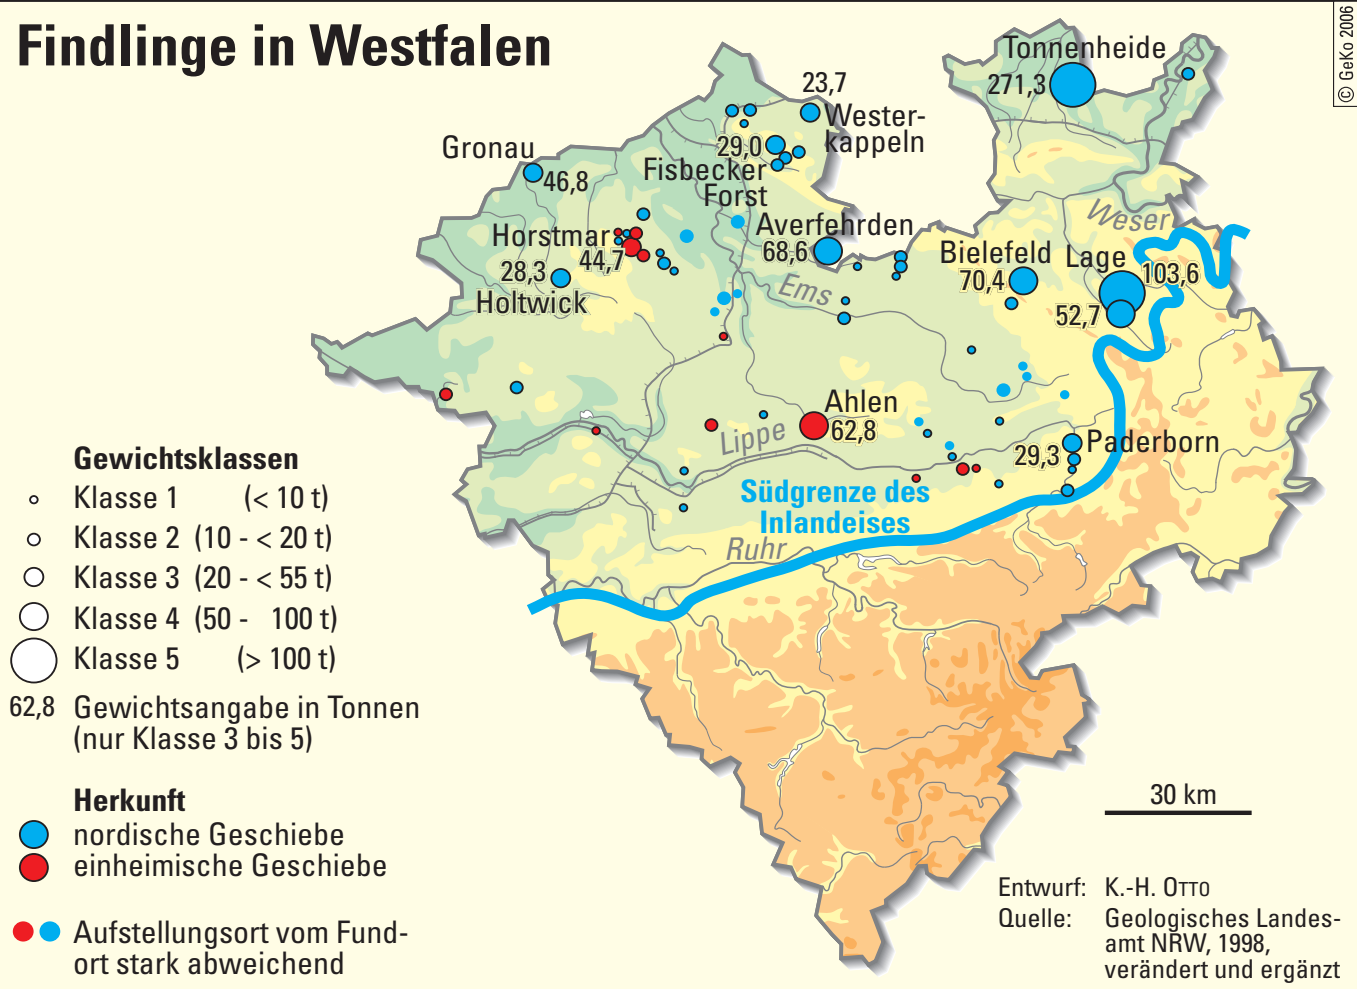 Findlinge in Westfalen
© GeKo 2006
Tonnenheide
271,3
23,7
Wester-
kappeln
Gronau
46,8
29,0
Fisbecker
Forst
Weser
Averfehrden
68,6
Horstmar
44,7
Bielefeld
70,4
Lage
103,6
52,7
28,3
Holtwick
Ems
Ahlen
62,8
Lippe
Paderborn
29,3
Südgrenze des
Inlandeises
Ruhr
Gewichtsklassen
Klasse 1 (< 10 t)
Klasse 2 (10 - < 20 t)
Klasse 3 (20 - < 55 t)
Klasse 4 (50 - 100 t)
Klasse 5 (> 100 t)
62,8 Gewichtsangabe in Tonnen
(nur Klasse 3 bis 5)
Herkunft
nordische Geschiebe
einheimische Geschiebe
Aufstellungsort vom Fund-
ort stark abweichend
30 km
Entwurf: K.-H. OTTO
Quelle: Geologisches Landes-
amt NRW, 1998,
verändert und ergänzt